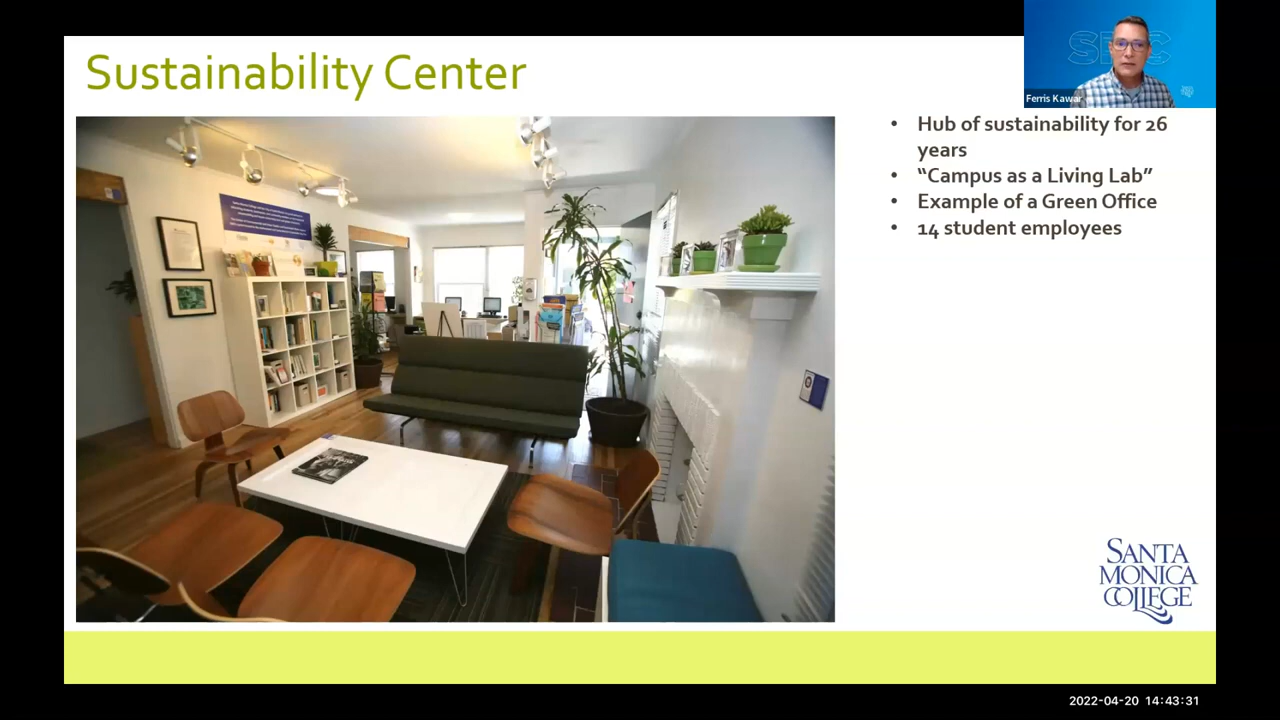 Sustainability Center
Ferris Kawar
• Hub of sustainability for 26
years
• “Campus as a Living Lab”
• Example of a Green Office
• 14 student employees
SANTA
MONICA
COLLEGE
2022-04-20 14:43:31